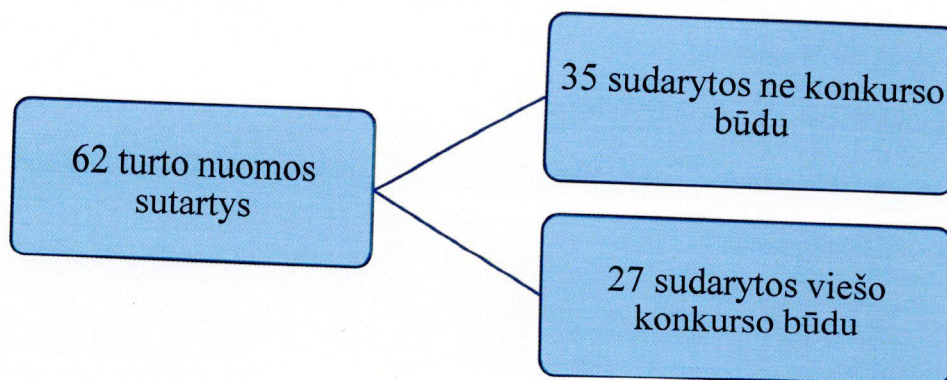 62 turto nuomos
sutartys
35 sudarytos ne konkurso
būdu
27 sudarytos viešo
konkurso būdu